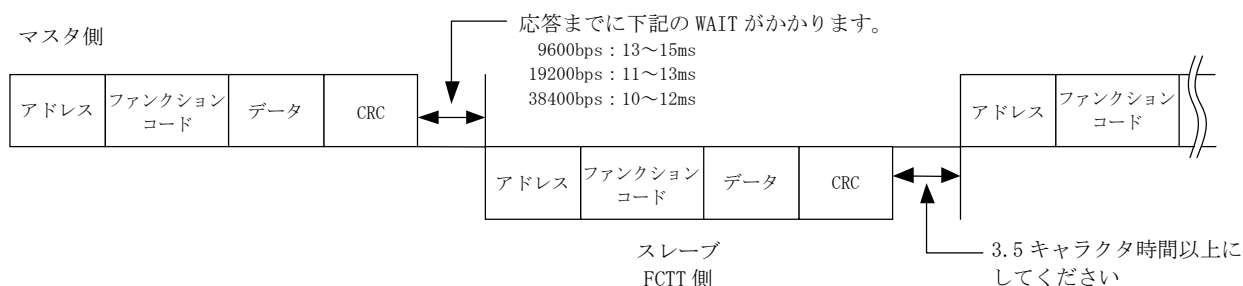 応答までに下記の WAIT がかかります。
マスタ側
9600bps：13～15ms
19200bps：11～13ms
38400bps：10～12ms
アドレス
ファンクション
コード
データ
CRC
アドレス
ファンクション
コード
アドレス
ファンクション
コード
データ
CRC
スレーブ
FCTT 側
3.5 キャラクタ時間以上に
してください